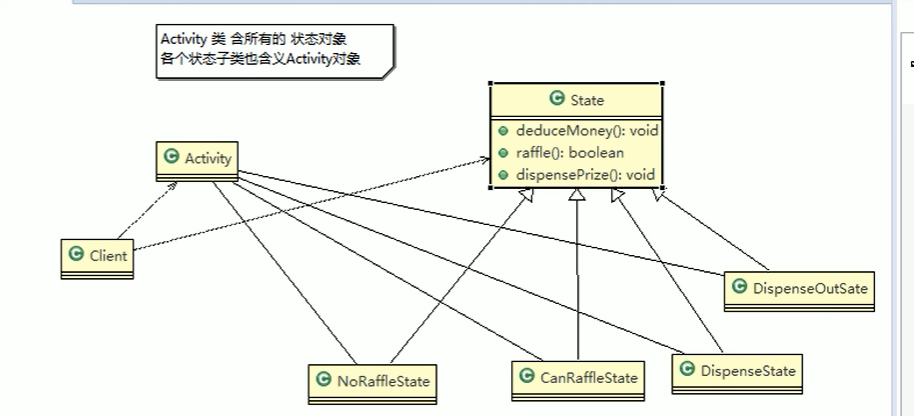 Activity 类 含所有的 状态对象
各个状态子类也含义Activity对象
State
deduceMoney(): void
raffle(): boolean
dispensePrize(): void
Activity
Client
DispenseOutSate
NoRaffleState
CanRaffleState
DispenseState